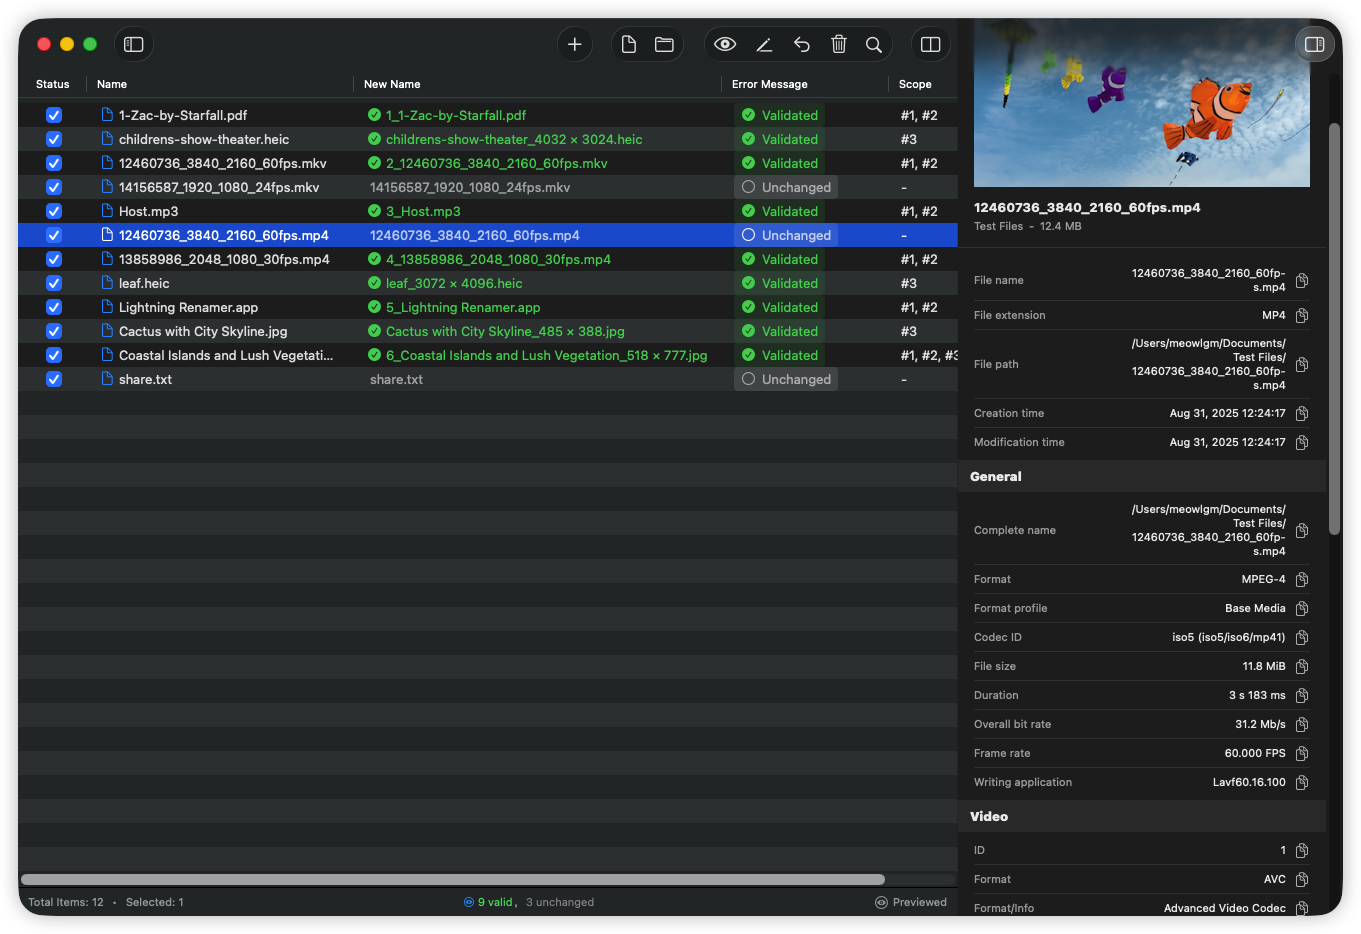 Status Name New Name Error Message Scope
1-Zac-by-Starfall.pdf 1_1-Zac-by-Starfall.pdf Validated #1, #2
childrens-show-theater.heic childrens-show-theater_4032 × 3024.heic Validated #3
12460736_3840_2160_60fps.mkv 2_12460736_3840_2160_60fps.mkv Validated #1, #2
14156587_1920_1080_24fps.mkv 14156587_1920_1080_24fps.mkv Unchanged -
Host.mp3 3_Host.mp3 Validated #1, #2
12460736_3840_2160_60fps.mp4 12460736_3840_2160_60fps.mp4 Unchanged -
13858986_2048_1080_30fps.mp4 4_13858986_2048_1080_30fps.mp4 Validated #1, #2
leaf.heic leaf_3072 × 4096.heic Validated #3
Lightning Renamer.app 5_Lightning Renamer.app Validated #1, #2
Cactus with City Skyline.jpg Cactus with City Skyline_485 × 388.jpg Validated #3
Coastal Islands and Lush Vegetati... 6_Coastal Islands and Lush Vegetation_518 × 777.jpg Validated #1, #2, #3
share.txt share.txt Unchanged -
Total Items: 12 • Selected: 1 9 valid, 3 unchanged Previewed
12460736_3840_2160_60fps.mp4
Test Files - 12.4 MB
File name 12460736_3840_2160_60fp-
s.mp4
File extension MP4
File path /Users/meowlgm/Documents/
Test Files/
12460736_3840_2160_60fp-
s.mp4
Creation time Aug 31, 2025 12:24:17
Modification time Aug 31, 2025 12:24:17
General
Complete name /Users/meowlgm/Documents/
Test Files/
12460736_3840_2160_60fp-
s.mp4
Format MPEG-4
Format profile Base Media
Codec ID iso5 (iso5/iso6/mp41)
File size 11.8 MiB
Duration 3 s 183 ms
Overall bit rate 31.2 Mb/s
Frame rate 60.000 FPS
Writing application Lavf60.16.100
Video
ID 1
Format AVC
Format/Info Advanced Video Codec